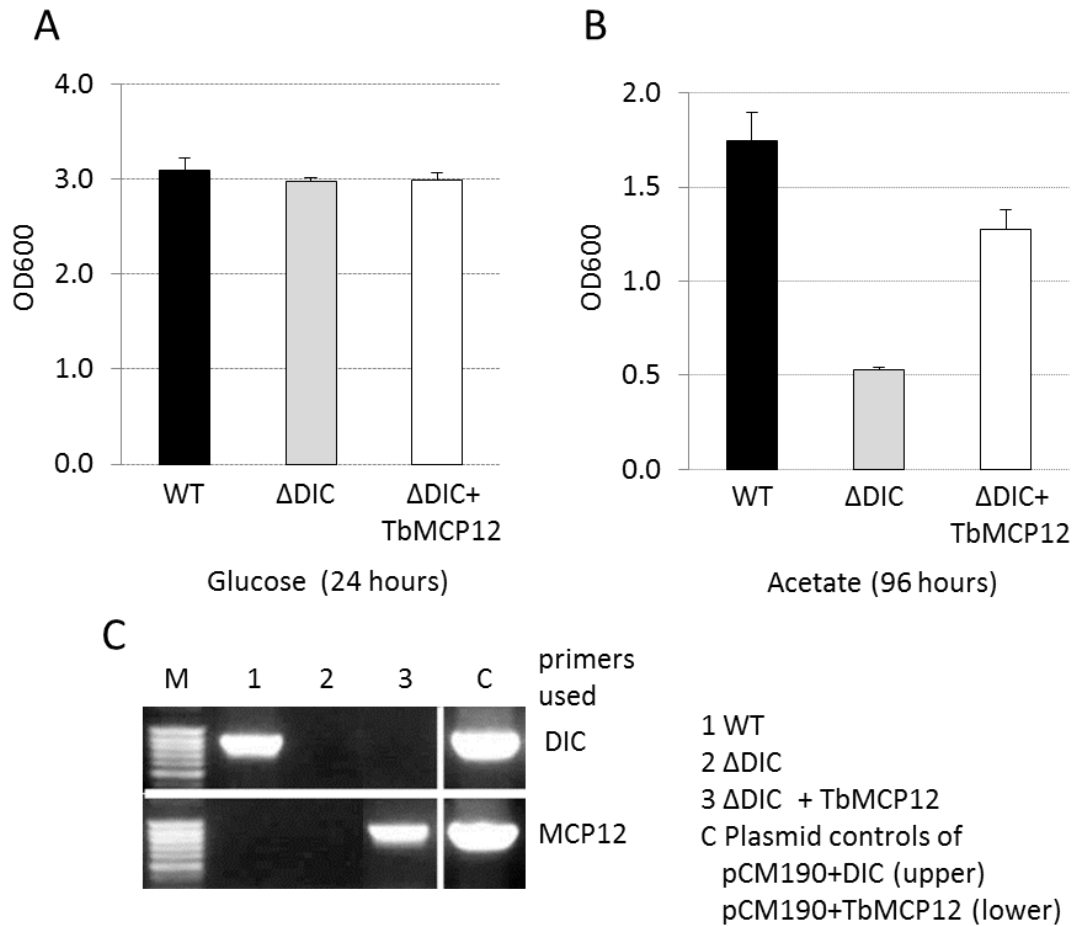 A
4.0
3.0
2.0
1.0
0.0
OD600
WT
ΔDIC
ΔDIC+
TbMCP12
Glucose (24 hours)
B
2.0
1.5
1.0
0.5
0.0
OD600
WT
ΔDIC
ΔDIC+
TbMCP12
Acetate (96 hours)
C
M 1 2 3 C
primers
used
DIC
MCP12
1 WT
2 ΔDIC
3 ΔDIC + TbMCP12
C Plasmid controls of
pCM190+DIC (upper)
pCM190+TbMCP12 (lower)